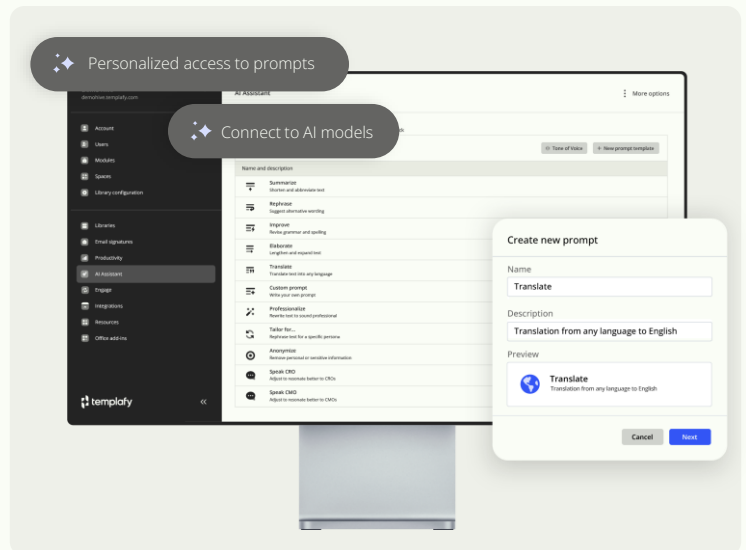 Personalized access to prompts
Connect to AI models
demohive.templafy.com
Account
Users
Modules
Spaces
Library configuration
Libraries
Email signatures
Productivity
AI Assistant
Engage
Integrations
Resources
Office add-ins
templafy
AI Assistant
More options
Tone of Voice
+ New prompt template
Name and description
Summarize
Shorten and abbreviate text
Rephrase
Suggest alternative wording
Improve
Revise grammar and spelling
Elaborate
Lengthen and expand text
Translate
Translate text into any language
Custom prompt
Write your own prompt
Professionalize
Rewrite text to sound professional
Tailor for...
Rephrase text for a specific persona
Anonymize
Remove personal or sensitive information
Speak CRO
Adjust to resonate better to CROs
Speak CMO
Adjust to resonate better to CMOs
Create new prompt
Name
Translate
Description
Translation from any language to English
Preview
Translate
Translation from any language to English
Cancel
Next